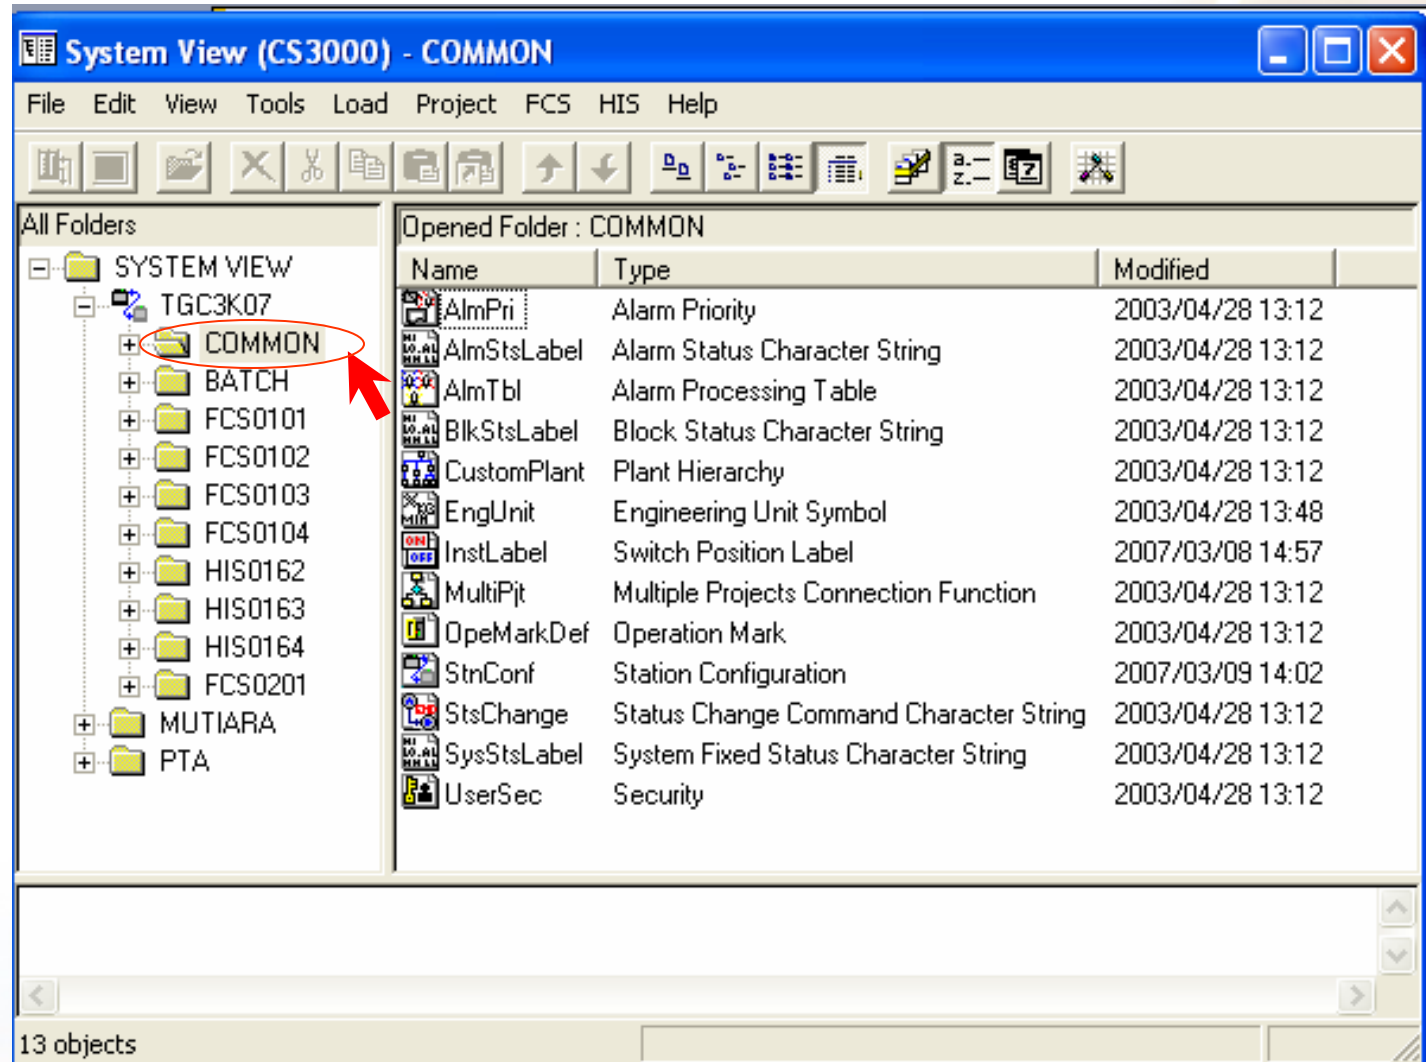 System View (CS3000) - COMMON
File Edit View Tools Load Project FCS HIS Help
All Folders
SYSTEM VIEW
TGC3K07
COMMON
BATCH
FCS0101
FCS0102
FCS0103
FCS0104
HIS0162
HIS0163
HIS0164
FCS0201
MUTIARA
PTA
Opened Folder : COMMON
Name Type Modified
AlmPri Alarm Priority 2003/04/28 13:12
AlmStsLabel Alarm Status Character String 2003/04/28 13:12
AlmTbl Alarm Processing Table 2003/04/28 13:12
BlkStsLabel Block Status Character String 2003/04/28 13:12
CustomPlant Plant Hierarchy 2003/04/28 13:12
EngUnit Engineering Unit Symbol 2003/04/28 13:48
InstLabel Switch Position Label 2007/03/08 14:57
MultiPjt Multiple Projects Connection Function 2003/04/28 13:12
OpeMarkDef Operation Mark 2003/04/28 13:12
StnConf Station Configuration 2007/03/09 14:02
StsChange Status Change Command Character String 2003/04/28 13:12
SysStsLabel System Fixed Status Character String 2003/04/28 13:12
UserSec Security 2003/04/28 13:12
13 objects